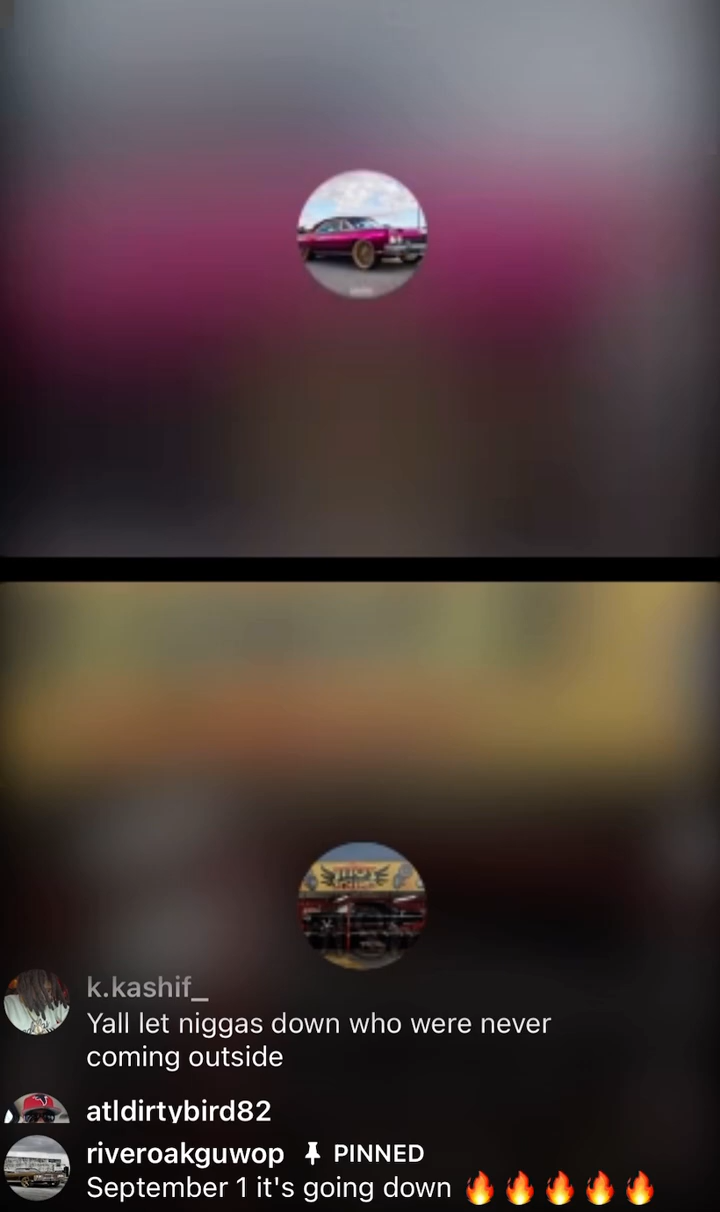 k.kashif_
Yall let niggas down who were never
coming outside
atldirtybird82
riveroakguwop PINNED
September 1 it's going down 🔥🔥🔥🔥🔥